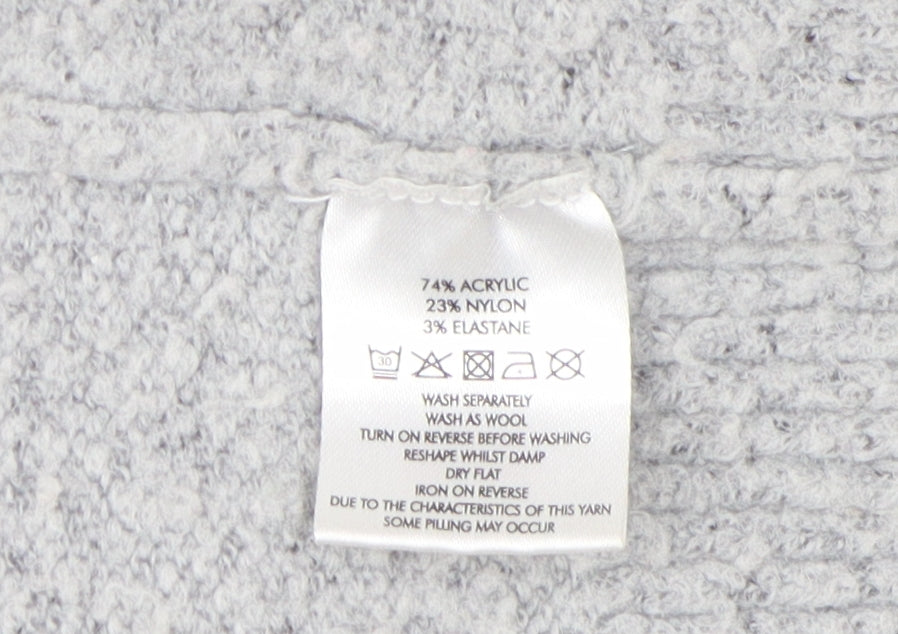 74% ACRYLIC
23% NYLON
3% ELASTANE
30
WASH SEPARATELY
WASH AS WOOL
TURN ON REVERSE BEFORE WASHING
RESHAPE WHILST DAMP
DRY FLAT
IRON ON REVERSE
DUE TO THE CHARACTERISTICS OF THIS YARN
SOME PILLING MAY OCCUR